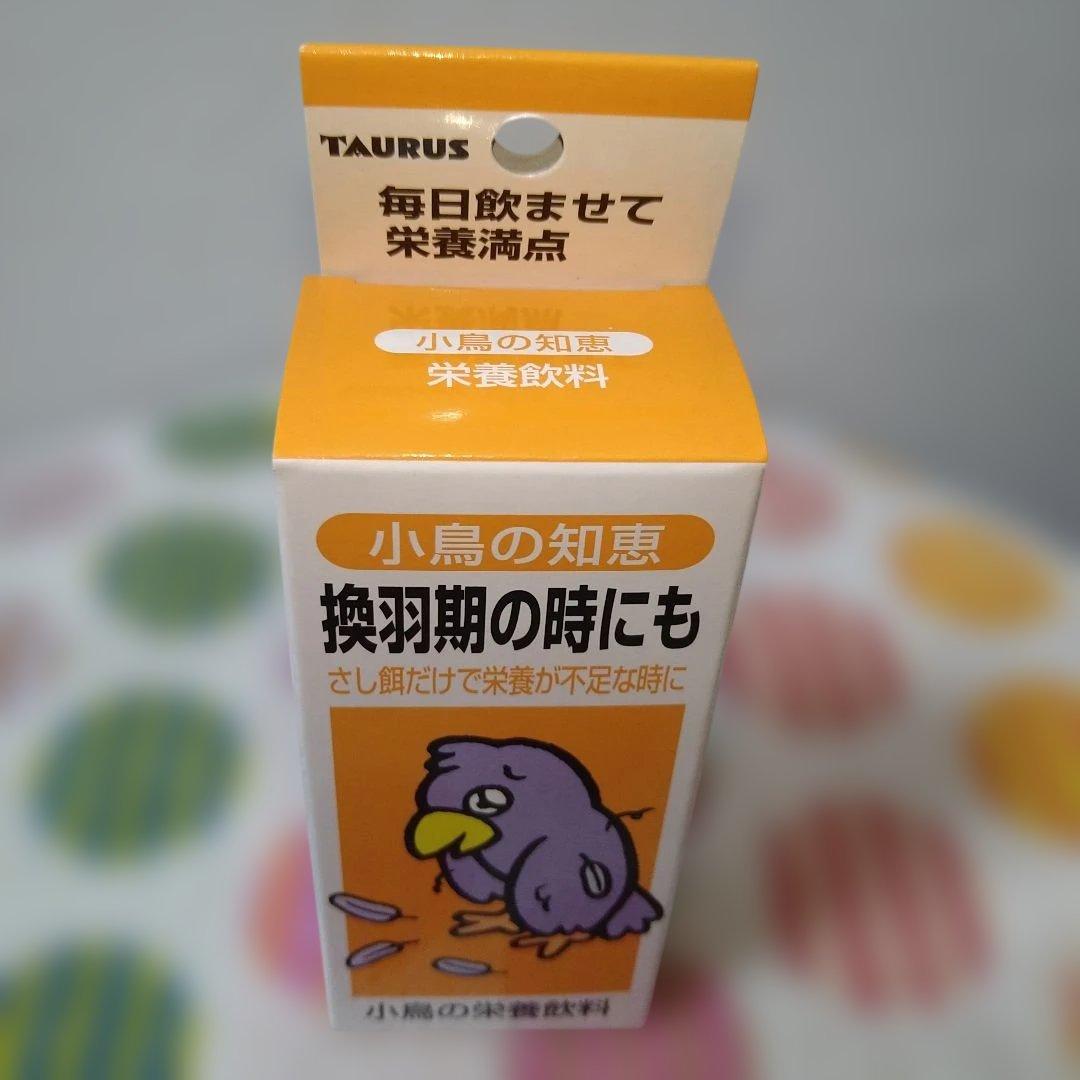 TAURUS
毎日飲ませて
栄養満点
小鳥の知恵
栄養飲料
小鳥の知恵
換羽期の時にも
さし餌だけで栄養が不足な時に
小鳥の栄養飲料